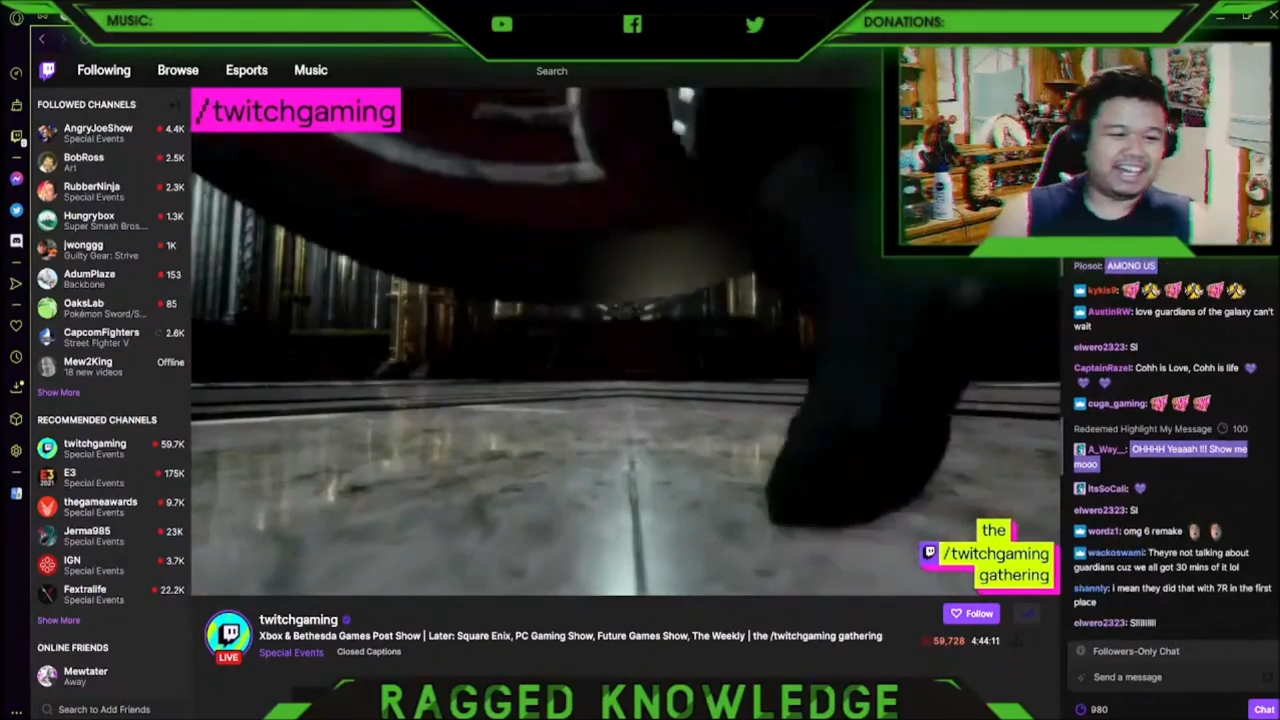 MUSIC:
DONATIONS:
Following
Browse
Esports
Music
Search
FOLLOWED CHANNELS
AngryJoeShow
4.4K
Special Events
BobRoss
2.5K
Art
RubberNinja
2.3K
Special Events
Hungrybox
1.3K
Super Smash Bros...
jwonggg
1K
Guilty Gear: Strive
AdumPlaze
153
Backbone
OaksLab
85
Pokémon Sword/S...
CapcomFighters
2.6K
Street Fighter V
Mew2King
Offline
18 new videos
Show More
RECOMMENDED CHANNELS
twitchgaming
59.7K
Special Events
E3
175K
Special Events
thegameawards
9.7K
Special Events
Jerma985
23K
Special Events
IGN
3.7K
Special Events
Fextralife
22.2K
Special Events
Show More
ONLINE FRIENDS
Mewtater
Away
Search to Add Friends
/twitchgaming
the
/twitchgaming
gathering
twitchgaming
Xbox & Bethesda Games Post Show | Later: Square Enix, PC Gaming Show, Future Games Show, The Weekly | the /twitchgaming gathering
Special Events
Closed Captions
LIVE
Follow
59,728
4:44:11
AMONG US
kykis9:
AustinRW: love guardians of the galaxy can't
wait
elwero2323: Si
CaptainRazel: Cohh is Love, Cohh is life
cuga_gaming:
Redeemed Highlight My Message 100
A_Way__: OHHHH Yeaaah !!! Show me
mooo
itsSoCali:
elwero2323: Si
wordz1: omg 6 remake
wackoswami: Theyre not talking about
guardians cuz we all got 30 mins of it lol
shannly: i mean they did that with 7R in the first
place
elwero2323:
Followers-Only Chat
Send a message
980
Chat
RAGGED KNOWLEDGE